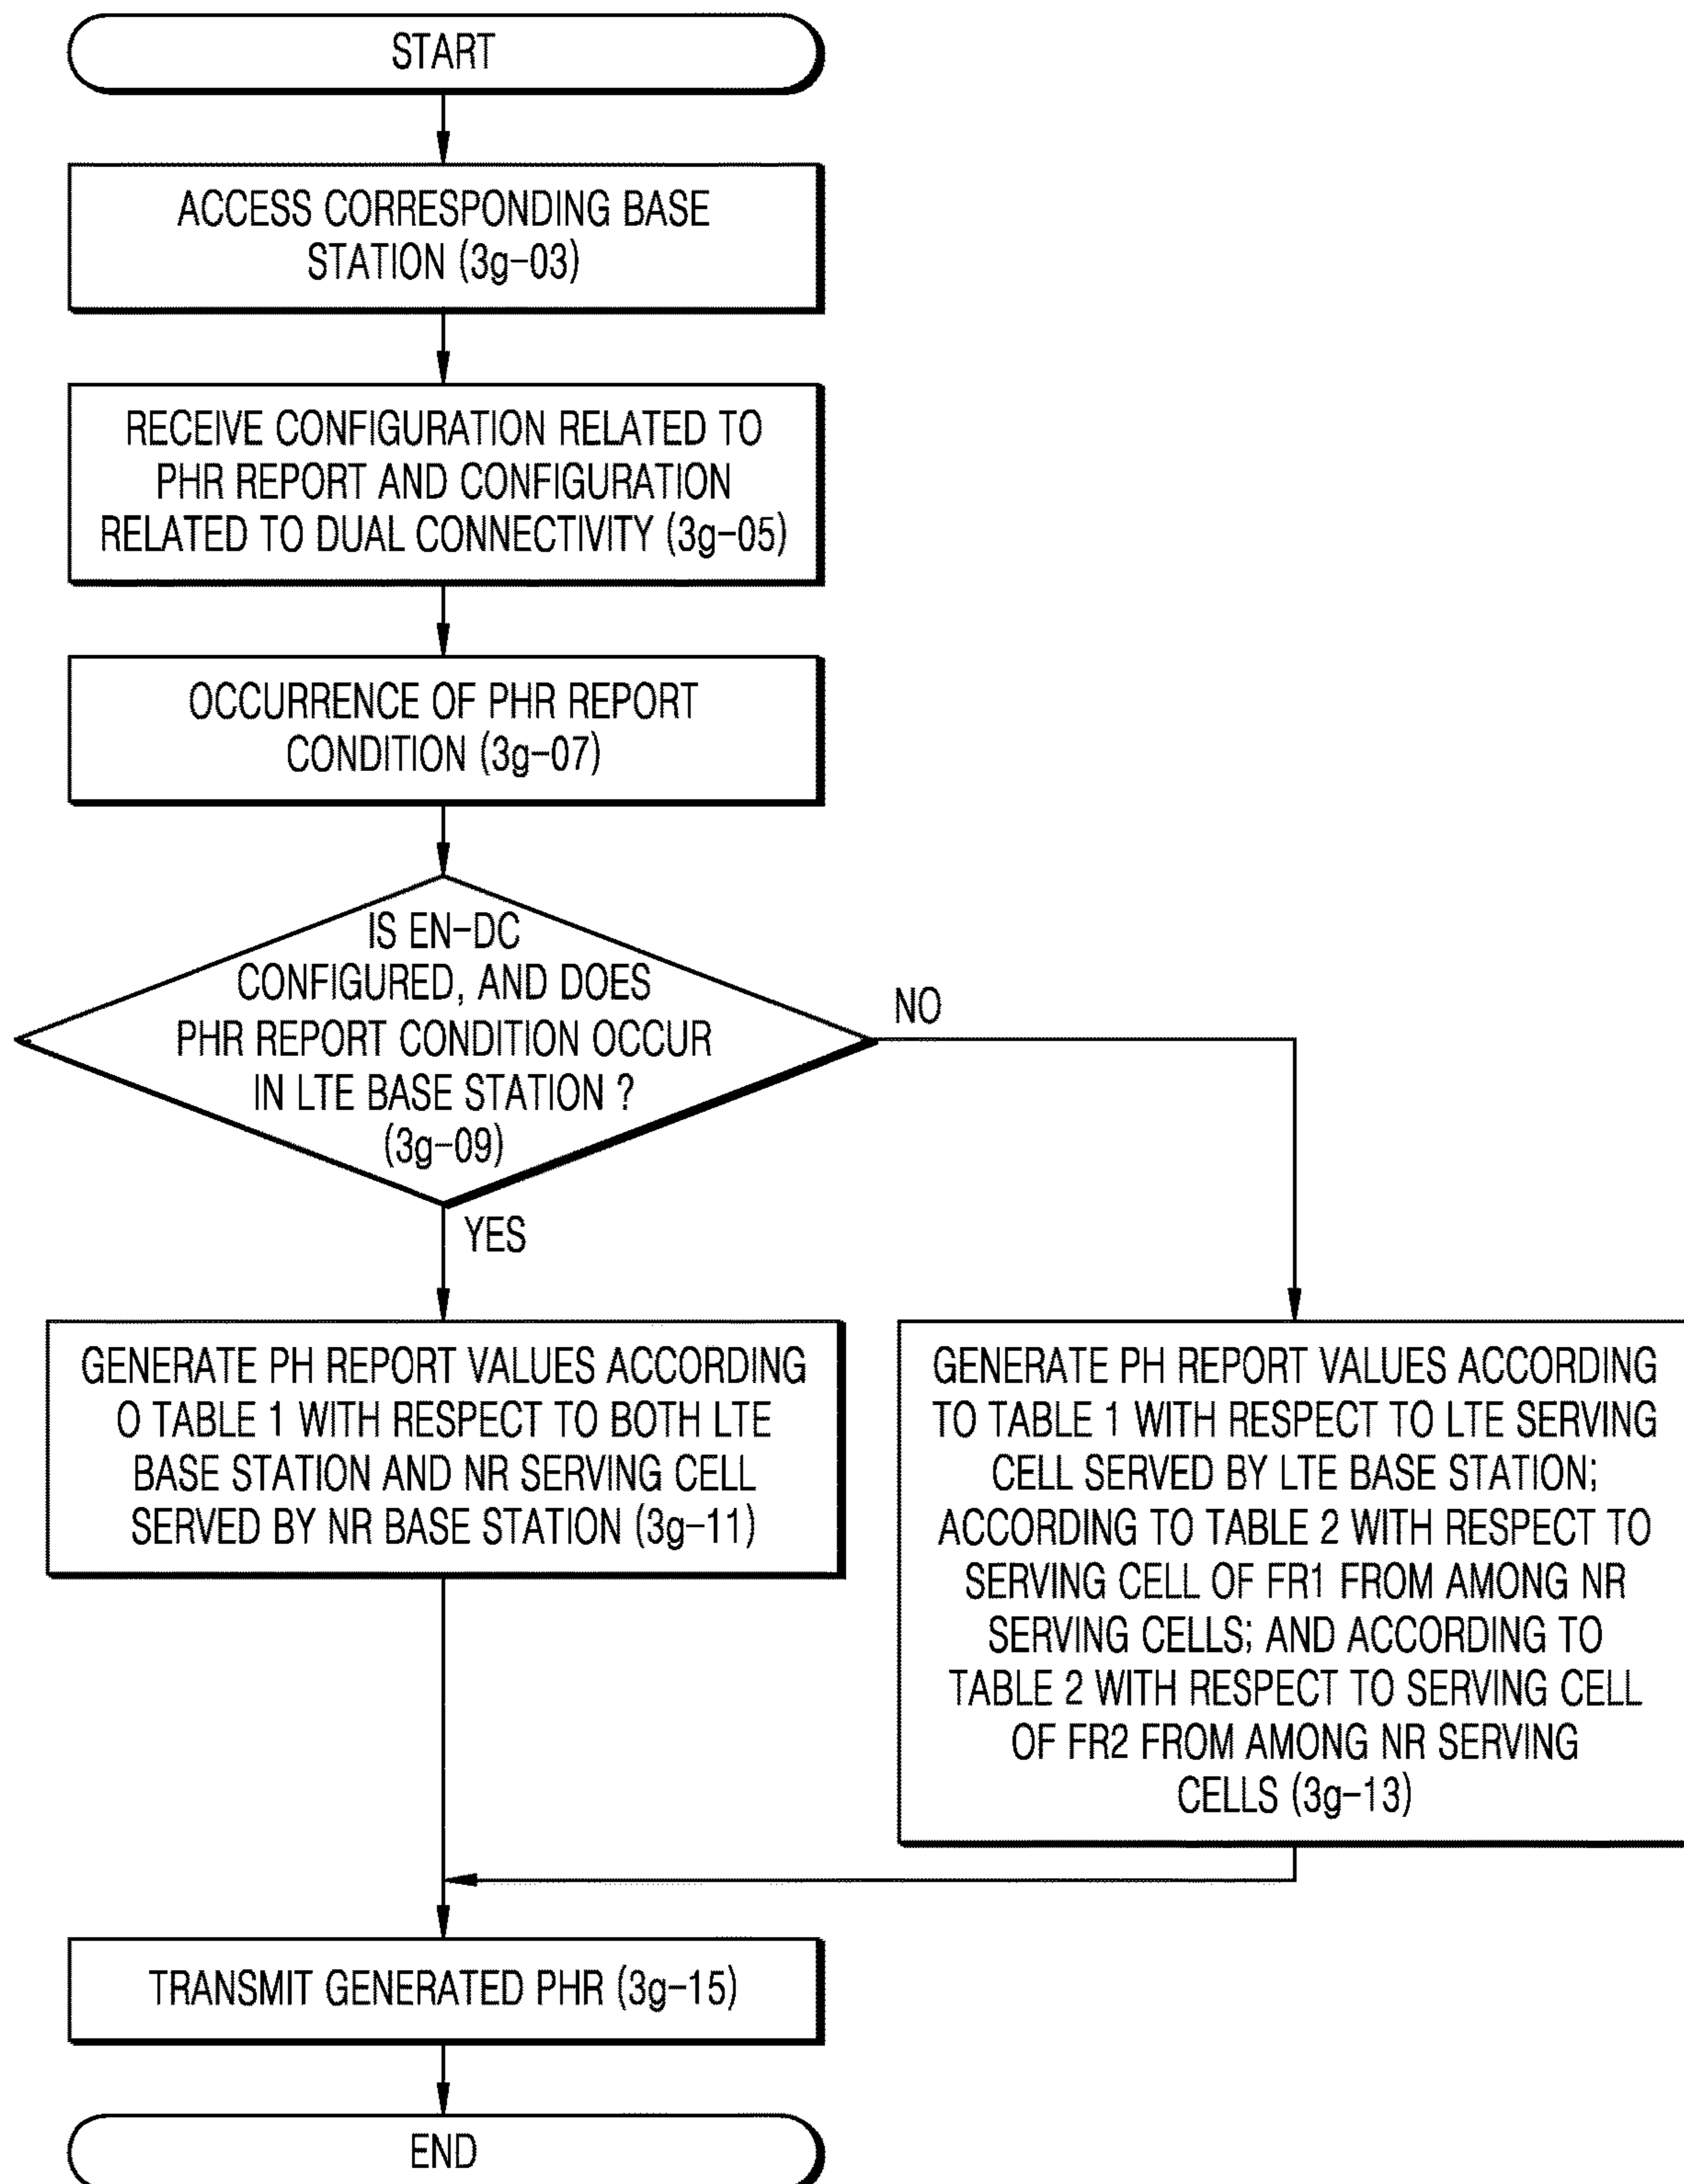 START
ACCESS CORRESPONDING BASE
STATION (3g-03)
RECEIVE CONFIGURATION RELATED TO
PHR REPORT AND CONFIGURATION
RELATED TO DUAL CONNECTIVITY (3g-05)
OCCURRENCE OF PHR REPORT
CONDITION (3g-07)
IS EN-DC
CONFIGURED, AND DOES
PHR REPORT CONDITION OCCUR
IN LTE BASE STATION ?
(3g-09)
NO
YES
GENERATE PH REPORT VALUES ACCORDING
O TABLE 1 WITH RESPECT TO BOTH LTE
BASE STATION AND NR SERVING CELL
SERVED BY NR BASE STATION (3g-11)
GENERATE PH REPORT VALUES ACCORDING
TO TABLE 1 WITH RESPECT TO LTE SERVING
CELL SERVED BY LTE BASE STATION;
ACCORDING TO TABLE 2 WITH RESPECT TO
SERVING CELL OF FR1 FROM AMONG NR
SERVING CELLS; AND ACCORDING TO
TABLE 2 WITH RESPECT TO SERVING CELL
OF FR2 FROM AMONG NR SERVING
CELLS (3g-13)
TRANSMIT GENERATED PHR (3g-15)
END